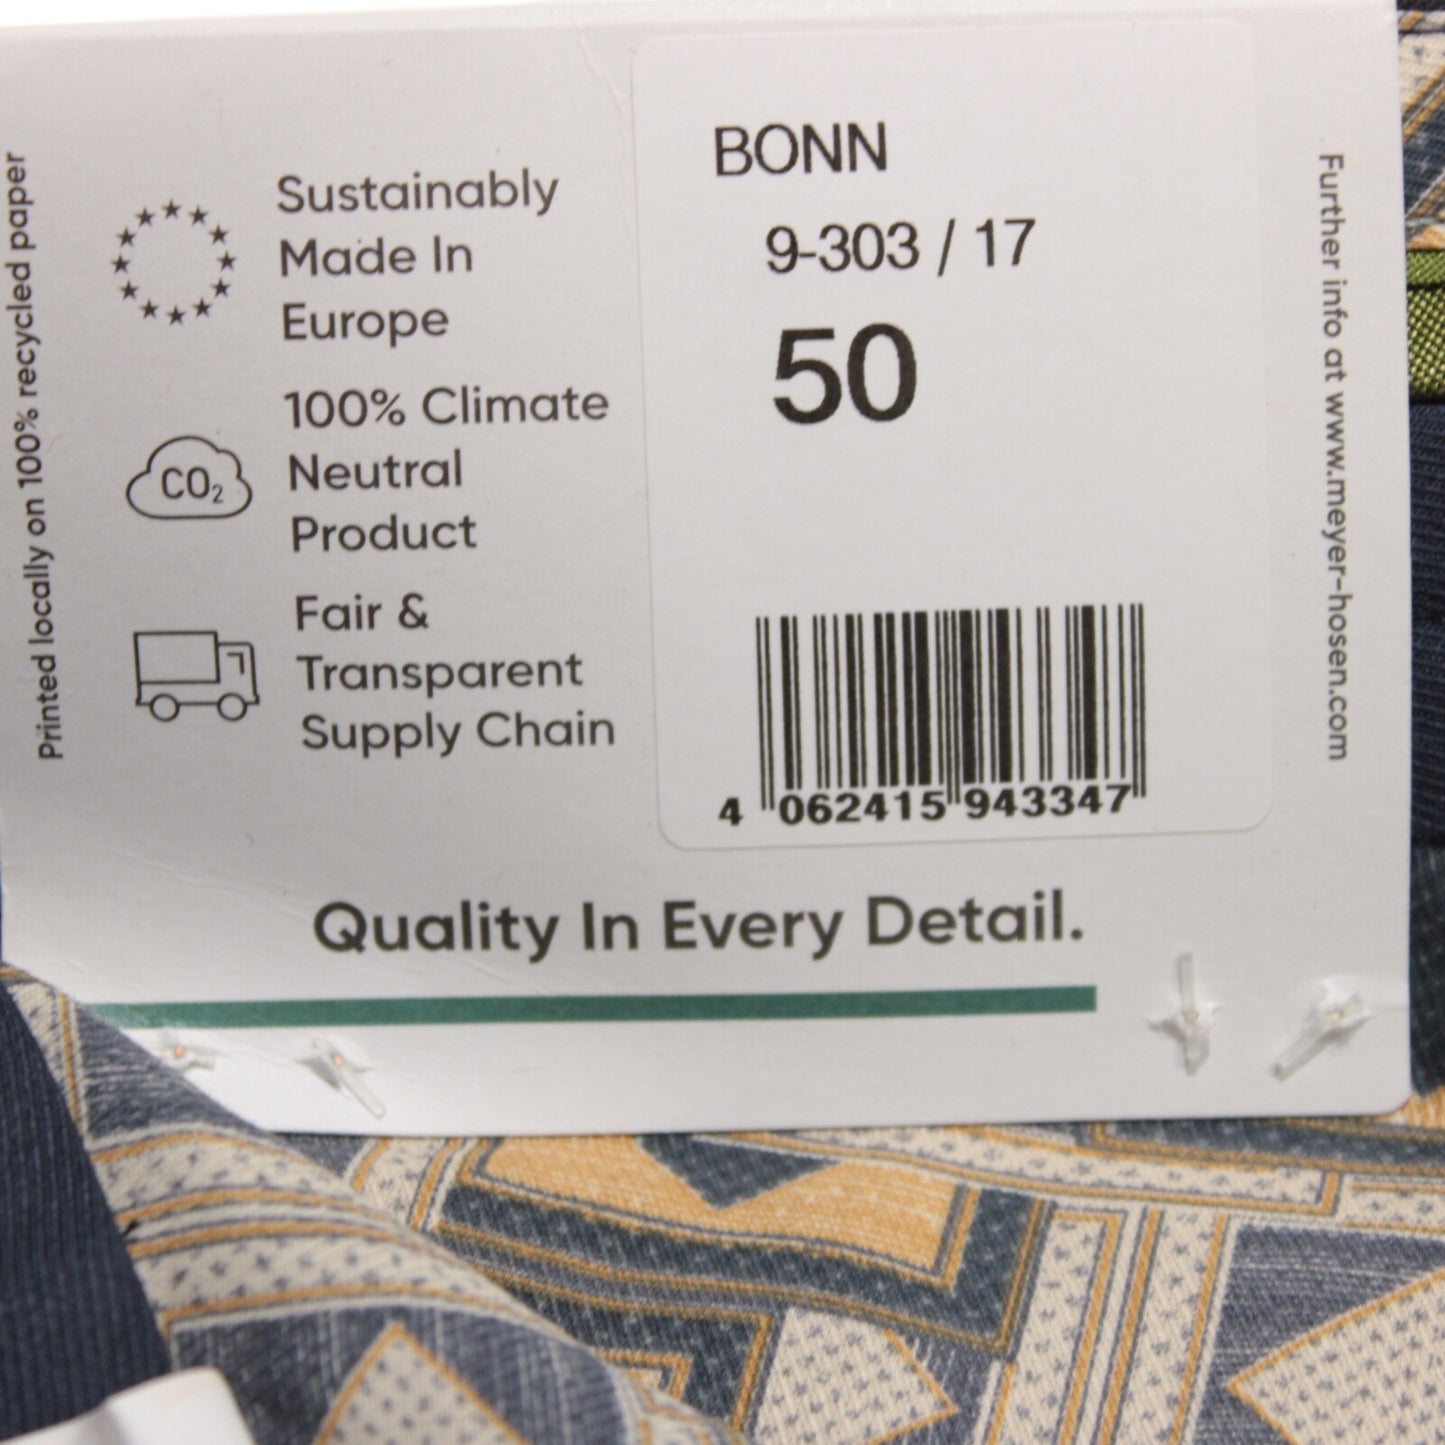 Printed locally on 100% recycled paper
Sustainably
Made In
Europe
CO₂
100% Climate
Neutral
Product
Fair &
Transparent
Supply Chain
BONN
9-303 / 17
50
4 062415 943347
Further info at www.meyer-hosen.com
Quality In Every Detail.